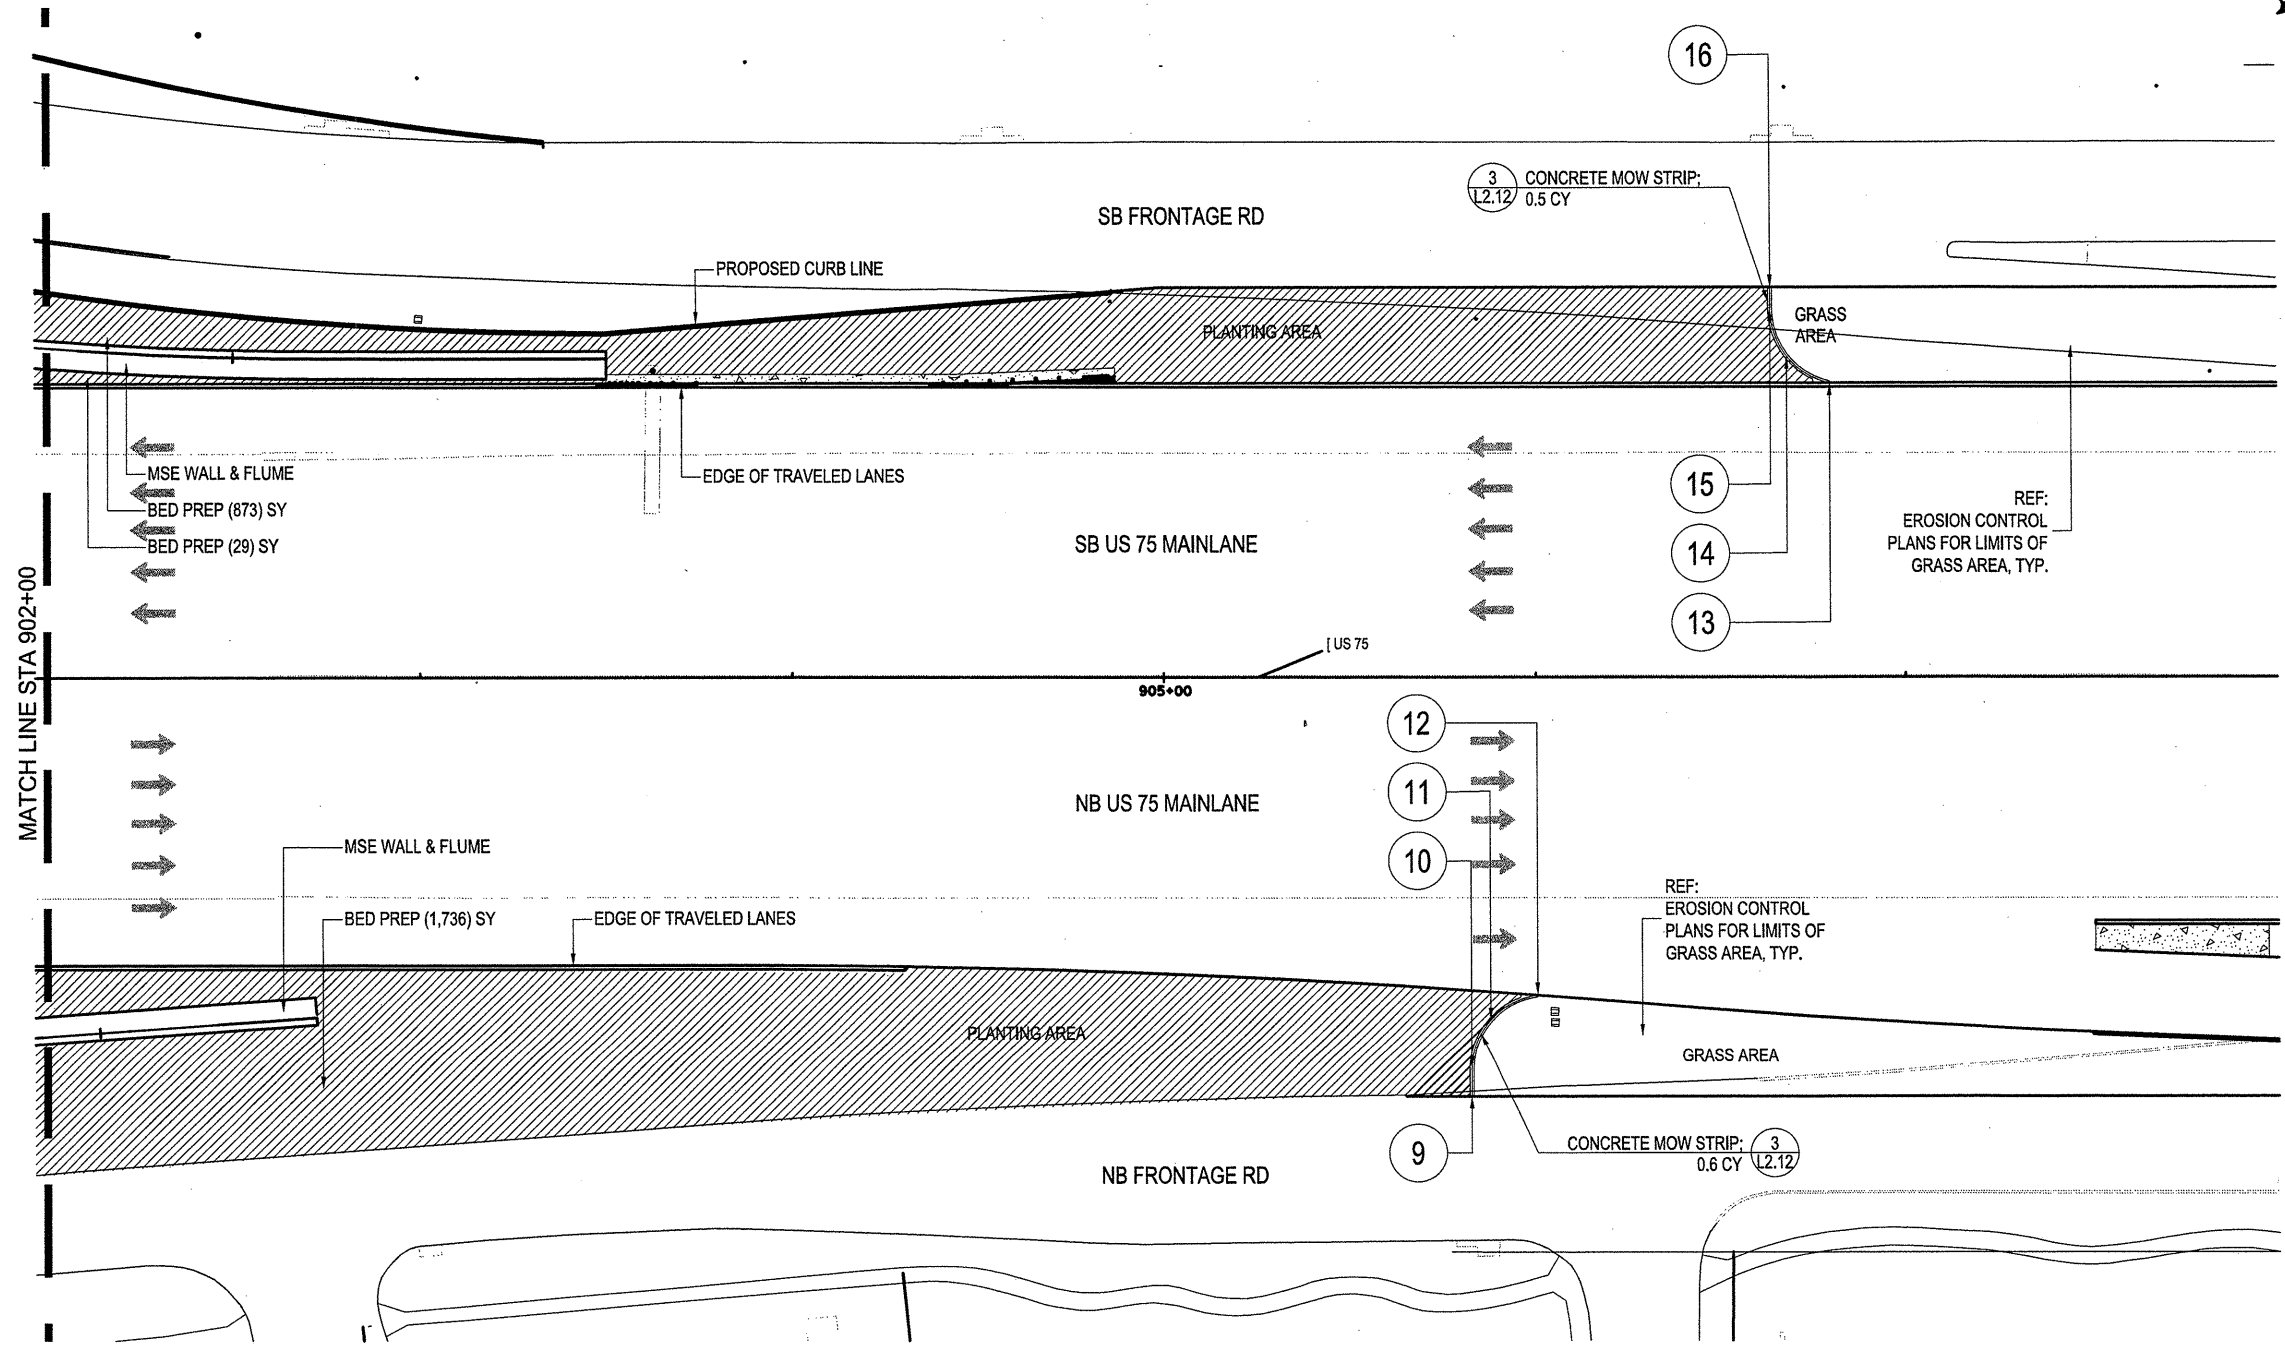 16
3
L2.12
CONCRETE MOW STRIP;
0.5 CY
SB FRONTAGE RD
PROPOSED CURB LINE
PLANTING AREA
GRASS
AREA
MSE WALL & FLUME
BED PREP (873) SY
BED PREP (29) SY
EDGE OF TRAVELED LANES
SB US 75 MAINLANE
15
14
13
REF:
EROSION CONTROL
PLANS FOR LIMITS OF
GRASS AREA, TYP.
MATCH LINE STA 902+00
[ US 75
905+00
12
11
10
NB US 75 MAINLANE
MSE WALL & FLUME
BED PREP (1,736) SY
EDGE OF TRAVELED LANES
REF:
EROSION CONTROL
PLANS FOR LIMITS OF
GRASS AREA, TYP.
PLANTING AREA
GRASS AREA
9
CONCRETE MOW STRIP;
0.6 CY
3
L2.12
NB FRONTAGE RD